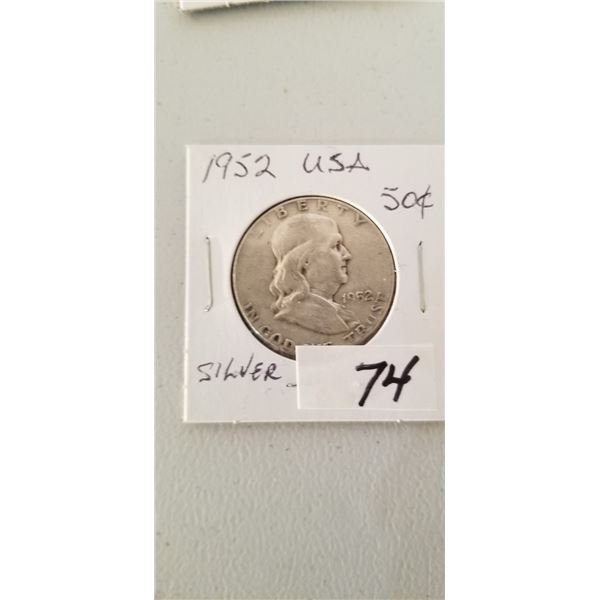 1952 USA
50¢
LIBERTY
1952
IN GOD WE TRUST
SILVER
74